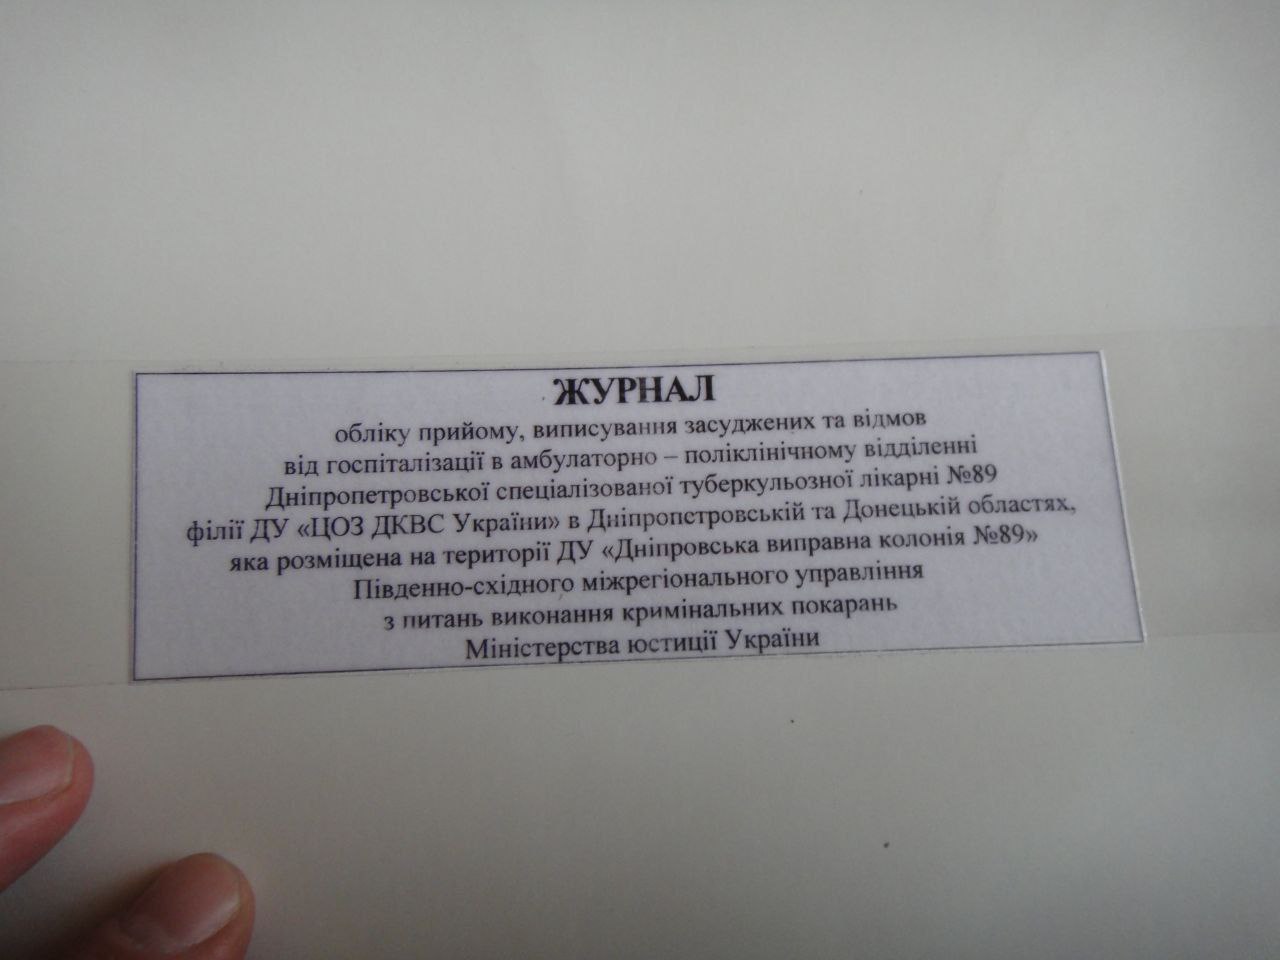 ЖУРНАЛ
обліку прийому, виписування засуджених та відмов
від госпіталізації в амбулаторно – поліклінічному відділенні
Дніпропетровської спеціалізованої туберкульозної лікарні №89
філії ДУ «ЦОЗ ДКВС України» в Дніпропетровській та Донецькій областях,
яка розміщена на території ДУ «Дніпровська виправна колонія №89»
Південно-східного міжрегіонального управління
з питань виконання кримінальних покарань
Міністерства юстиції України